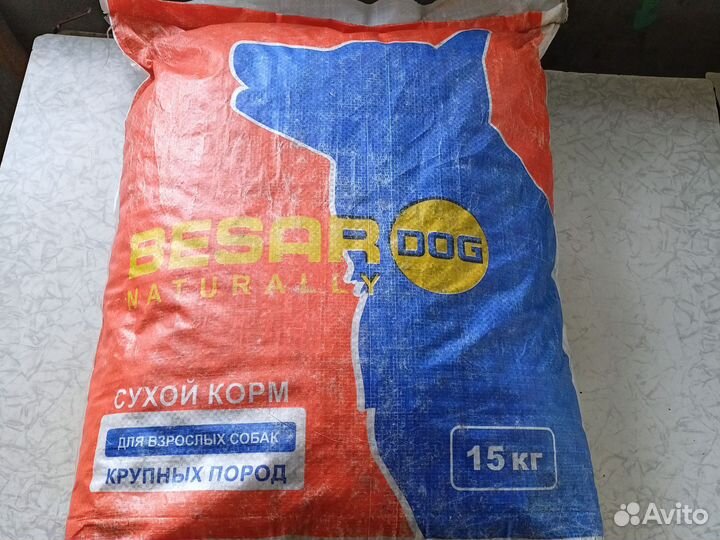 BESAR DOG
NATURALLY
СУХОЙ КОРМ
ДЛЯ ВЗРОСЛЫХ СОБАК
КРУПНЫХ ПОРОД
15 кг
Avito